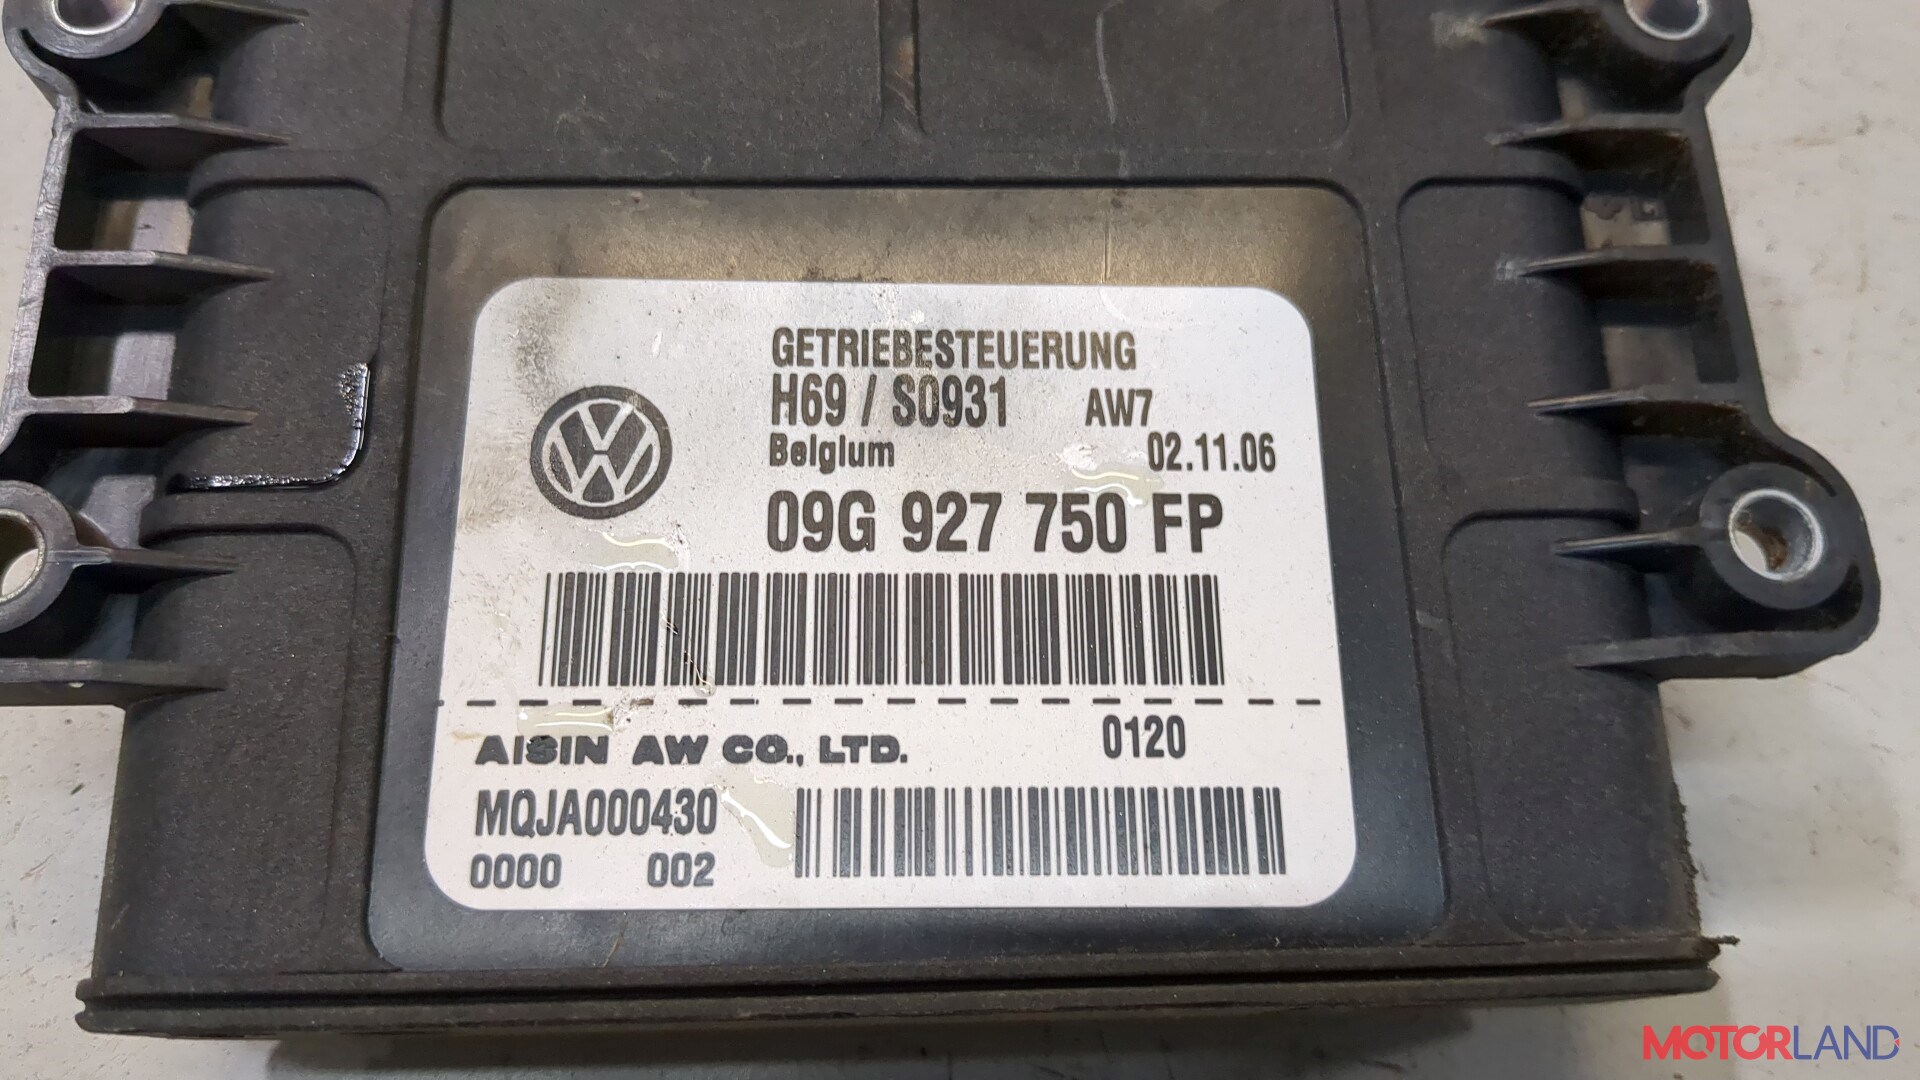 GETRIEBESTEUERUNG
H69 / S0931 AW7
Belgium 02.11.06
09G 927 750 FP
AISIN AW CO., LTD. 0120
MQJA000430
0000 002
MOTORLAND